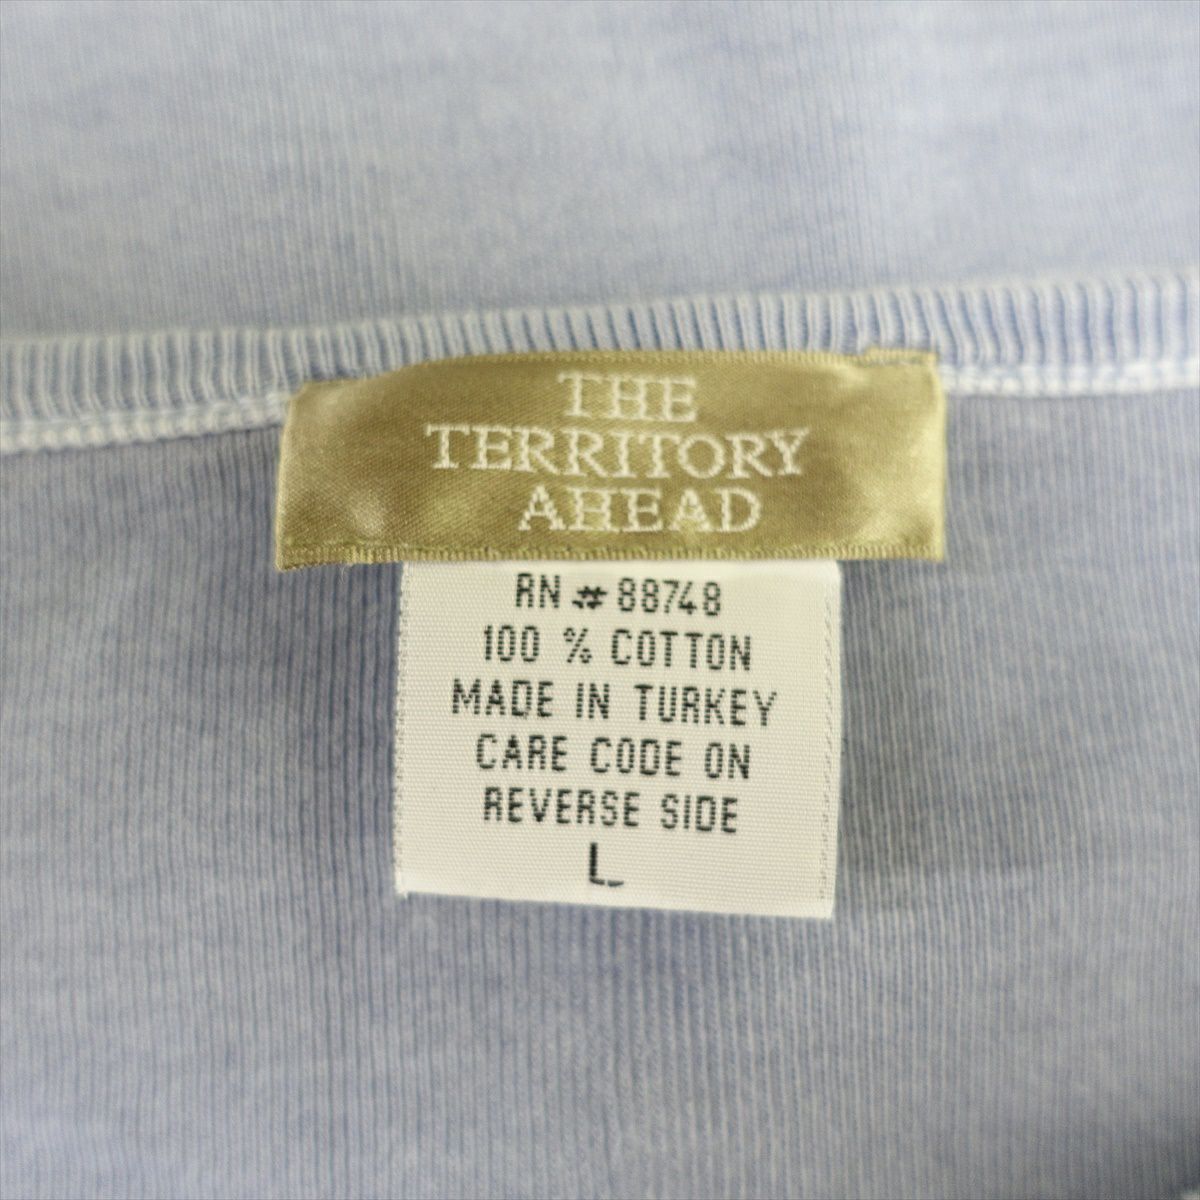 THE
TERRITORY
AHEAD
RN # 88748
100 % COTTON
MADE IN TURKEY
CARE CODE ON
REVERSE SIDE
L